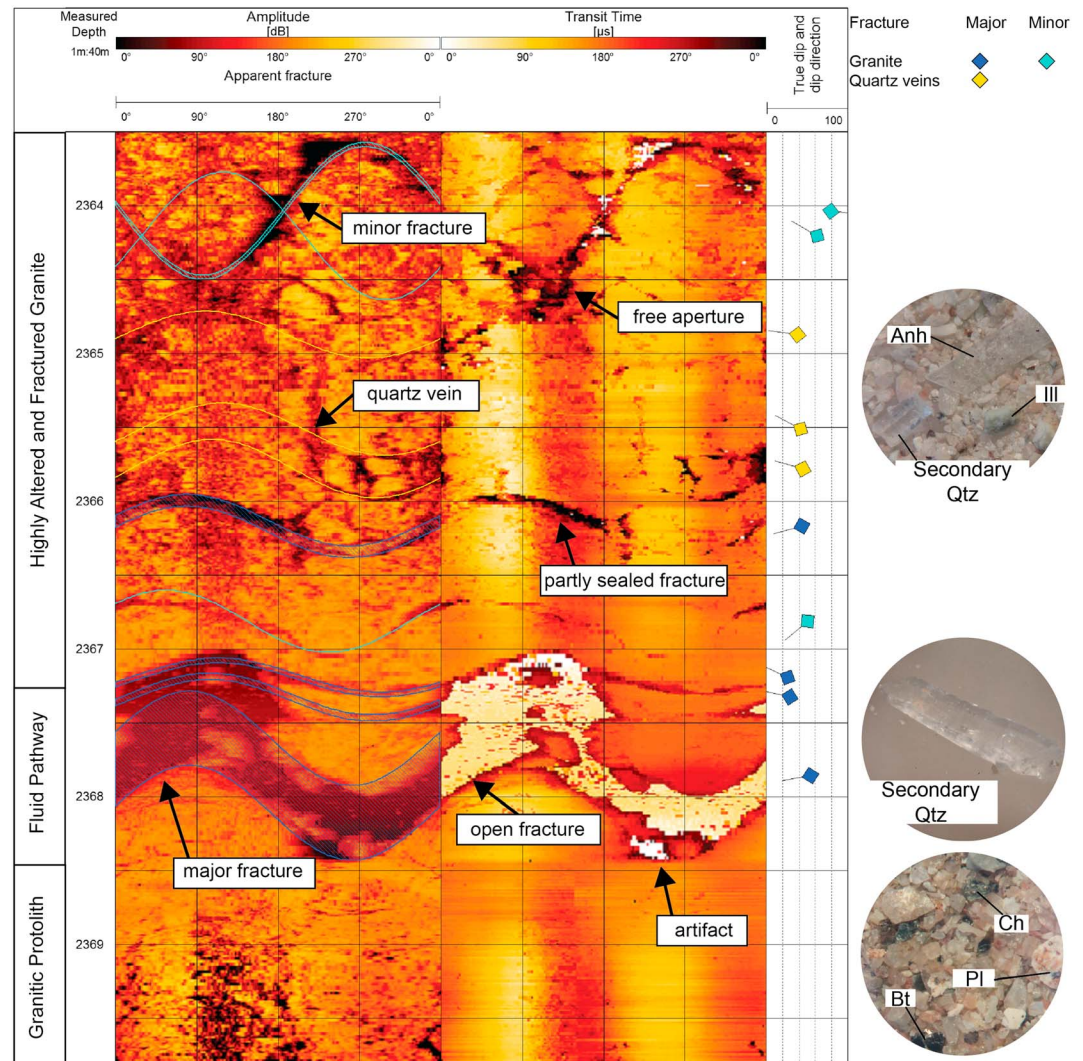 Measured
Depth
1m:40m
Amplitude
[dB]
Transit Time
[µs]
0° 90° 180° 270° 0°
0° 90° 180° 270° 0°
Apparent fracture
0° 90° 180° 270° 0°
True dip and
dip direction
0 100
Fracture Major Minor
Granite
Quartz veins
Highly Altered and Fractured Granite
Fluid Pathway
Granitic Protolith
2364
2365
2366
2367
2368
2369
minor fracture
free aperture
quartz vein
partly sealed fracture
open fracture
major fracture
artifact
Anh
Ill
Secondary
Qtz
Secondary
Qtz
Ch
Pl
Bt